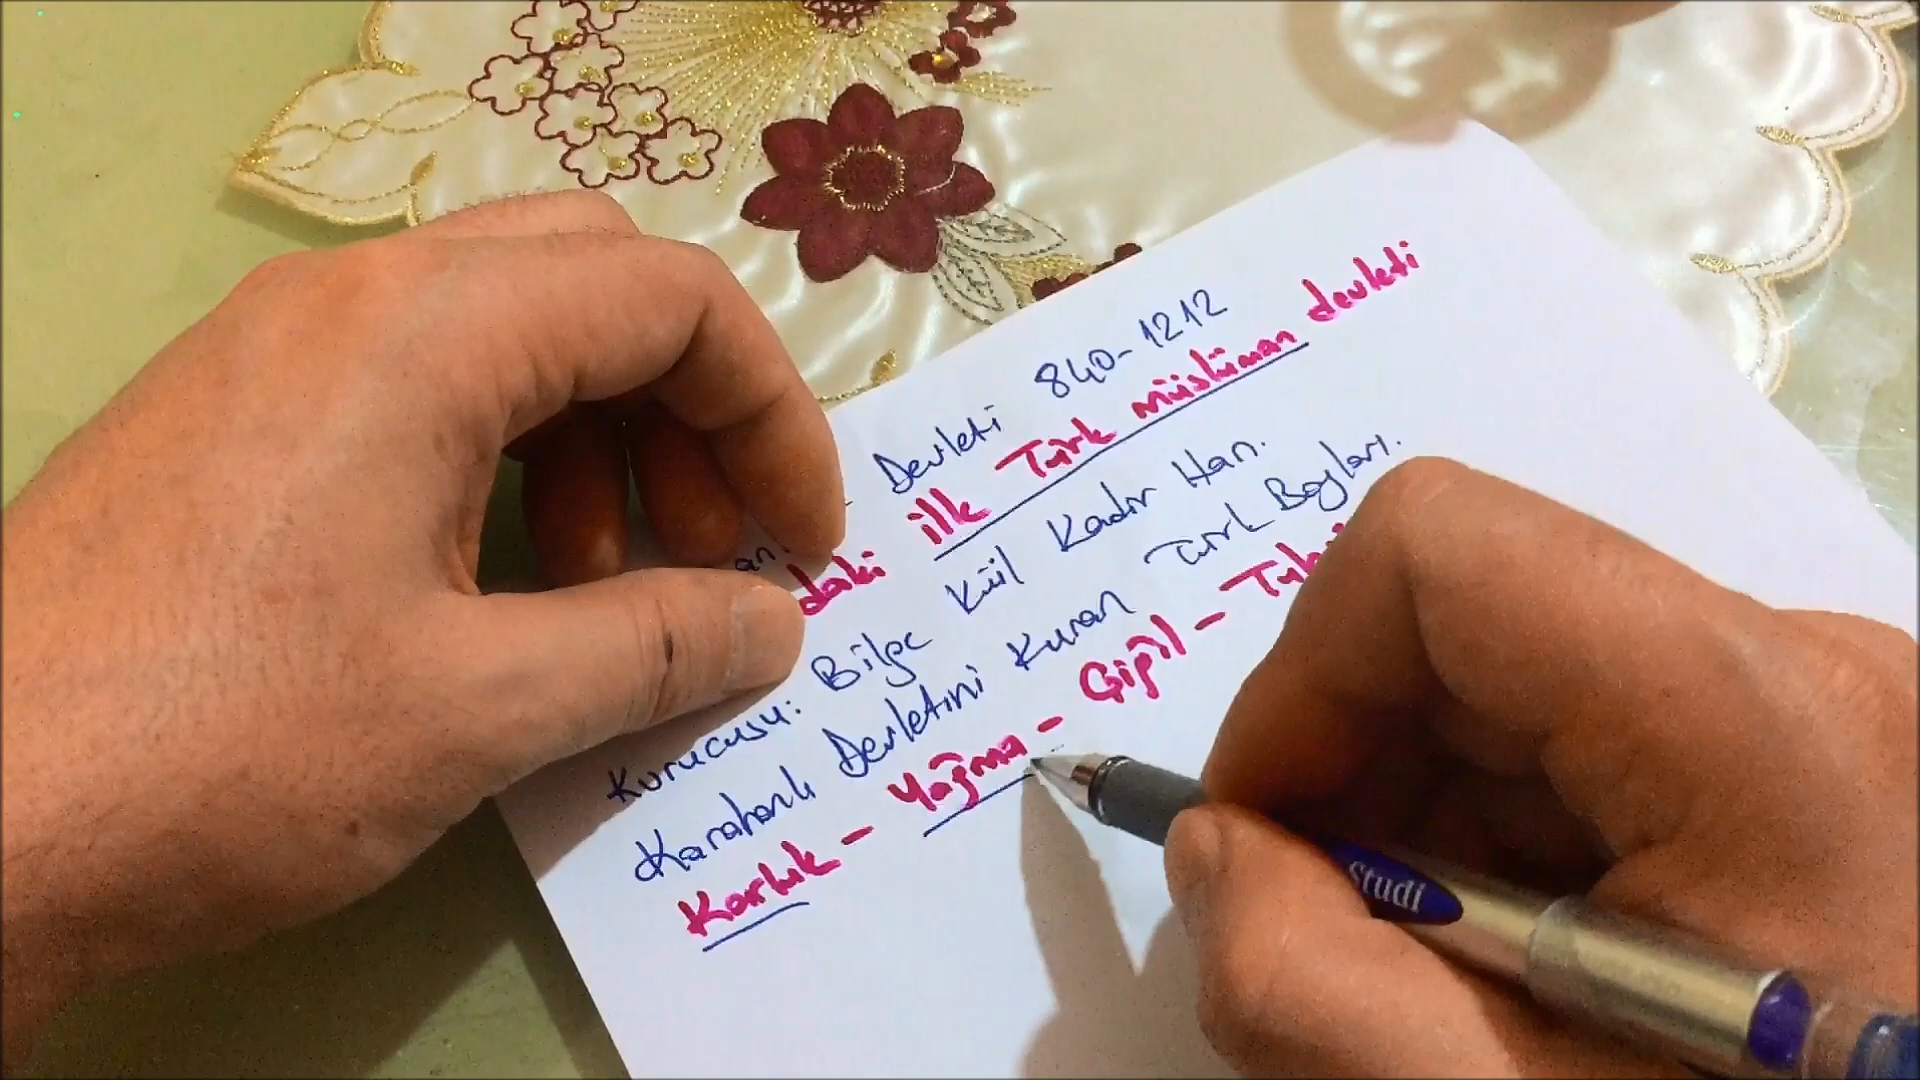 Devleti 840-1212
daki ilk Türk müslüman devleti
Kurucusu: Bilge Kül Kadir Han.
Karahanlı Devletini Kuran Türk Boyları.
Karluk - Yağma - Çiğil -
Studi